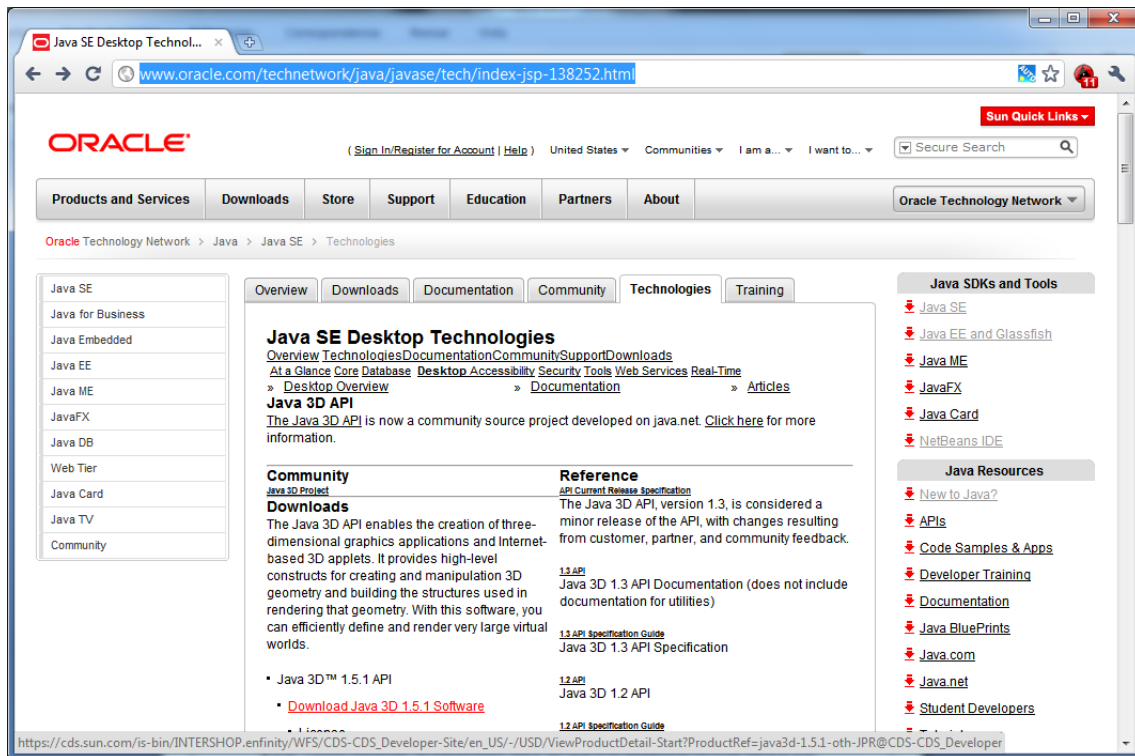 Java SE Desktop Technol...
www.oracle.com/technetwork/java/javase/tech/index-jsp-138252.html
11
Sun Quick Links
ORACLE
( Sign In/Register for Account | Help ) United States Communities I am a... I want to...
Secure Search
Products and Services Downloads Store Support Education Partners About
Oracle Technology Network
Oracle Technology Network > Java > Java SE > Technologies
Java SE
Java for Business
Java Embedded
Java EE
Java ME
JavaFX
Java DB
Web Tier
Java Card
Java TV
Community
Overview Downloads Documentation Community Technologies Training
Java SE Desktop Technologies
Overview TechnologiesDocumentationCommunitySupportDownloads
At a Glance Core Database Desktop Accessibility Security Tools Web Services Real-Time
» Desktop Overview » Documentation » Articles
Java 3D API
The Java 3D API is now a community source project developed on java.net. Click here for more
information.
Community
Java 3D Project
Downloads
The Java 3D API enables the creation of three-
dimensional graphics applications and Internet-
based 3D applets. It provides high-level
constructs for creating and manipulation 3D
geometry and building the structures used in
rendering that geometry. With this software, you
can efficiently define and render very large virtual
worlds.
▪ Java 3D™ 1.5.1 API
▪ Download Java 3D 1.5.1 Software
Reference
API Current Release Specification
The Java 3D API, version 1.3, is considered a
minor release of the API, with changes resulting
from customer, partner, and community feedback.
1.3 API
Java 3D 1.3 API Documentation (does not include
documentation for utilities)
1.3 API Specification Guide
Java 3D 1.3 API Specification
1.2 API
Java 3D 1.2 API
1.2 API Specification Guide
Java SDKs and Tools
Java SE
Java EE and Glassfish
Java ME
JavaFX
Java Card
NetBeans IDE
Java Resources
New to Java?
APIs
Code Samples & Apps
Developer Training
Documentation
Java BluePrints
Java.com
Java.net
Student Developers
https://cds.sun.com/is-bin/INTERSHOP.enfinity/WFS/CDS-CDS_Developer-Site/en_US/-/USD/ViewProductDetail-Start?ProductRef=java3d-1.5.1-oth-JPR@CDS-CDS_Developer